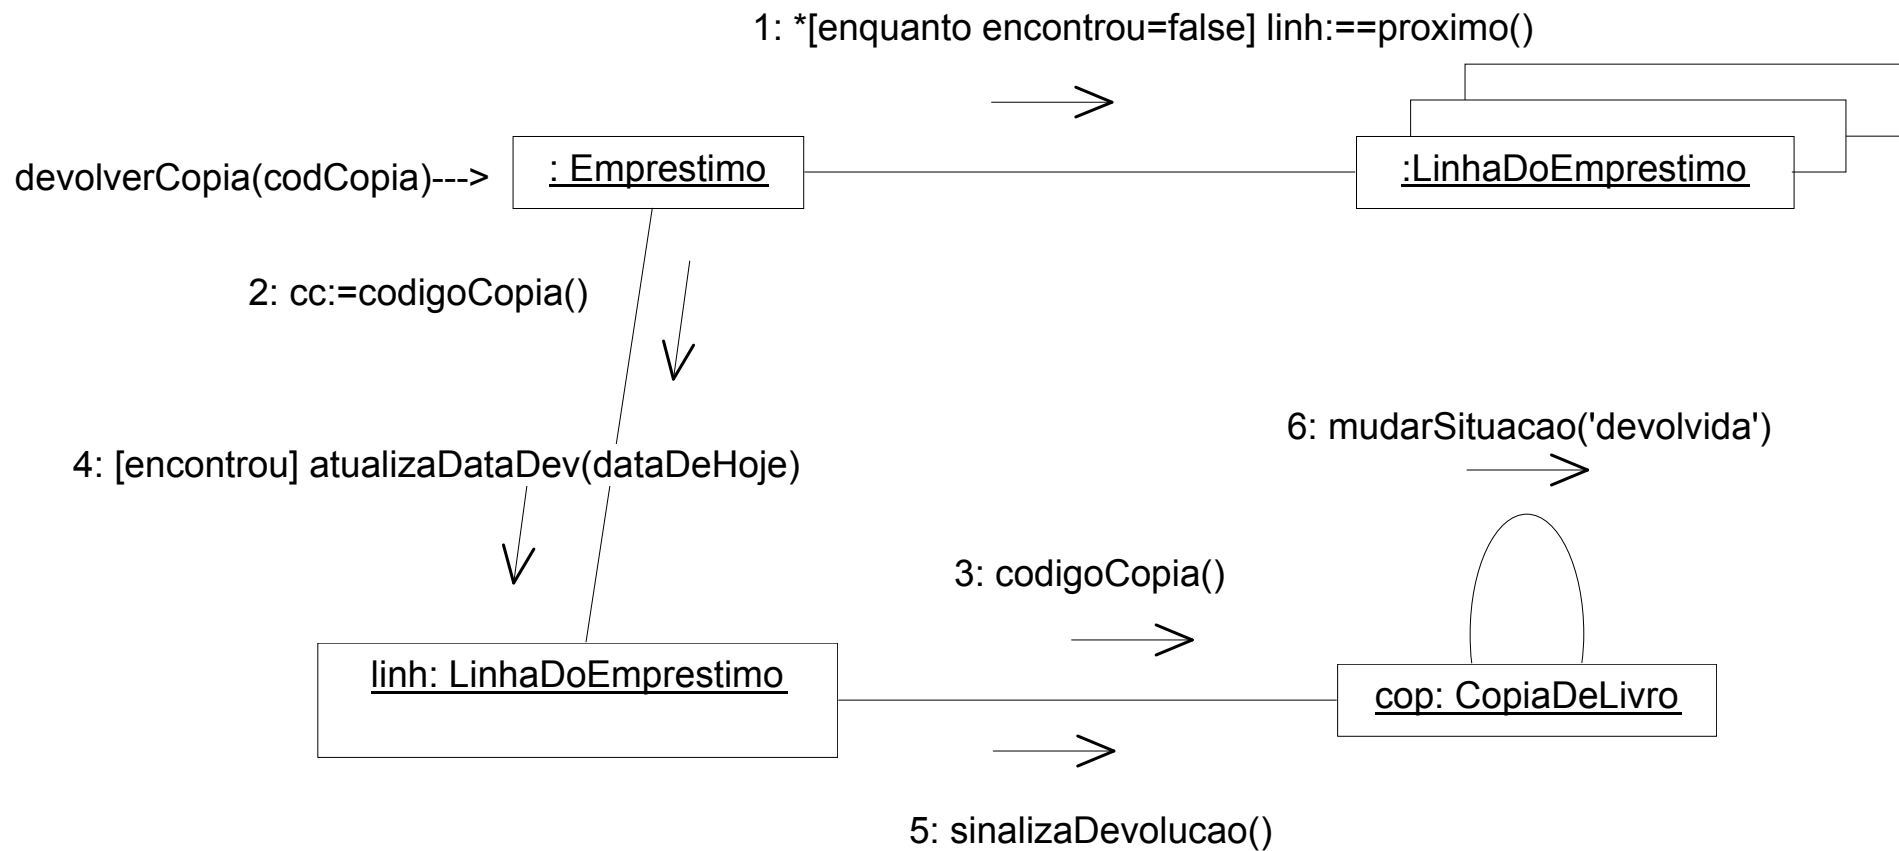 1: *[enquanto encontrou=false] linh:==proximo()
devolverCopia(codCopia)--->
: Emprestimo
:LinhaDoEmprestimo
2: cc:=codigoCopia()
6: mudarSituacao('devolvida')
4: [encontrou] atualizaDataDev(dataDeHoje)
3: codigoCopia()
linh: LinhaDoEmprestimo
cop: CopiaDeLivro
5: sinalizaDevolucao()